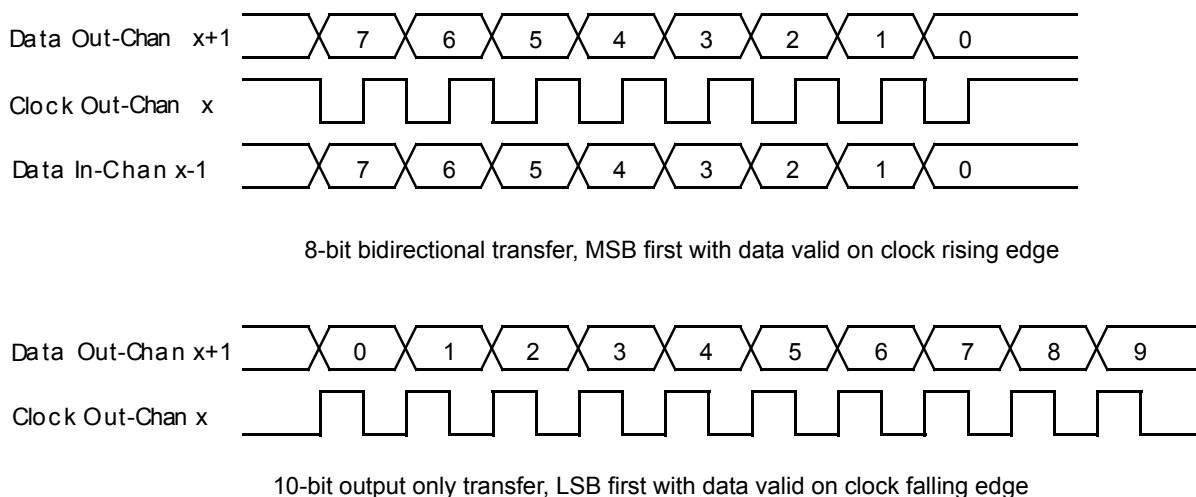 Data Out-Chan x+1 7 6 5 4 3 2 1 0
Clock Out-Chan x
Data In-Chan x-1 7 6 5 4 3 2 1 0
8-bit bidirectional transfer, MSB first with data valid on clock rising edge
Data Out-Chan x+1 0 1 2 3 4 5 6 7 8 9
Clock Out-Chan x
10-bit output only transfer, LSB first with data valid on clock falling edge